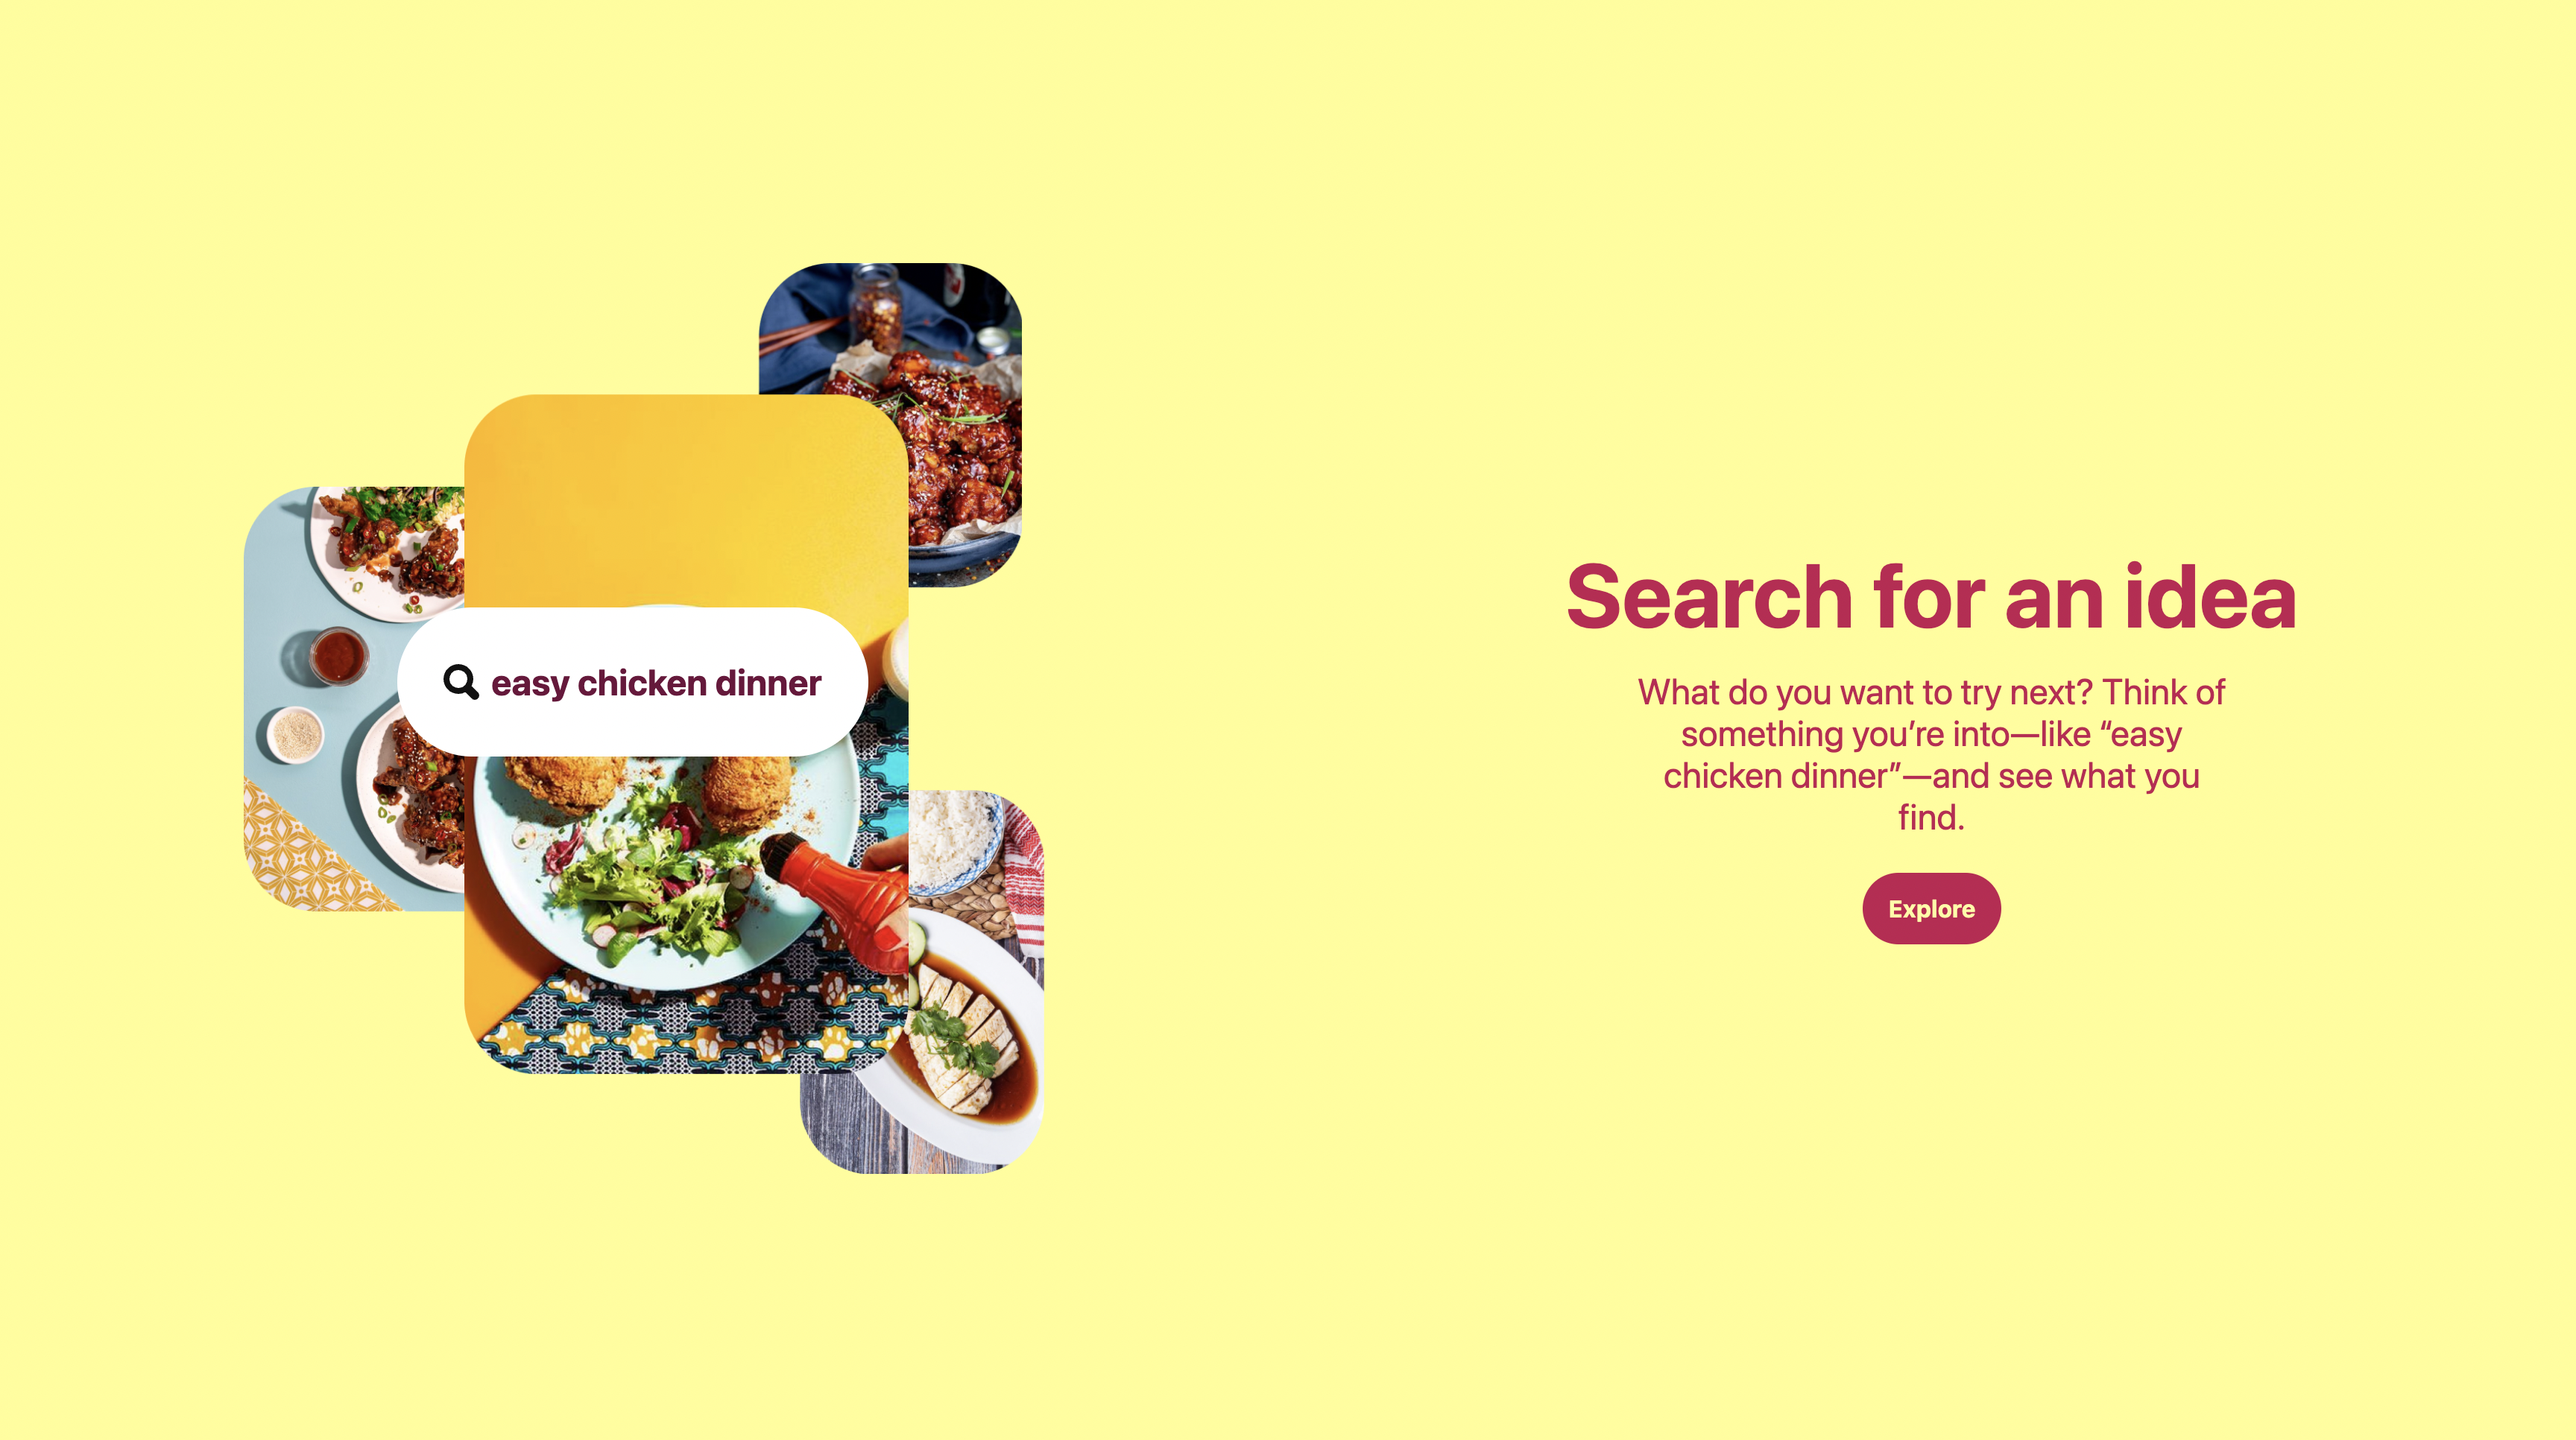 easy chicken dinner
Search for an idea
What do you want to try next? Think of
something you’re into—like “easy
chicken dinner”—and see what you
find.
Explore